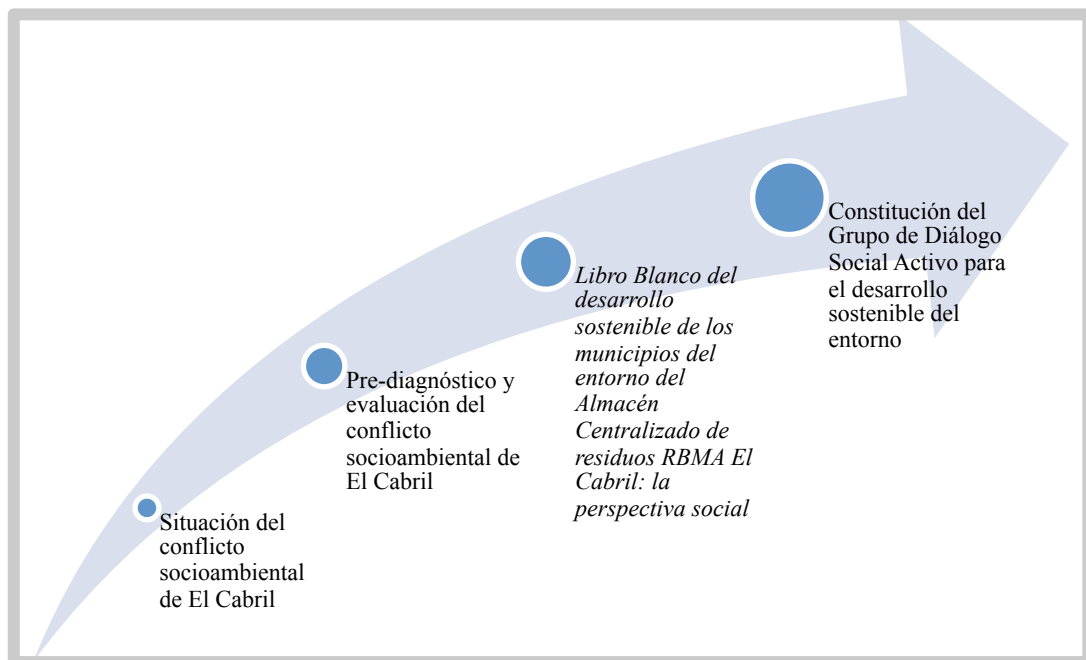 Situación del
conflicto
socioambiental
de El Cabril
Pre-diagnóstico y
evaluación del
conflicto
socioambiental de
El Cabril
Libro Blanco del
desarrollo
sostenible de los
municipios del
entorno del
Almacén
Centralizado de
residuos RBMA El
Cabril: la
perspectiva social
Constitución del
Grupo de Diálogo
Social Activo para
el desarrollo
sostenible del
entorno